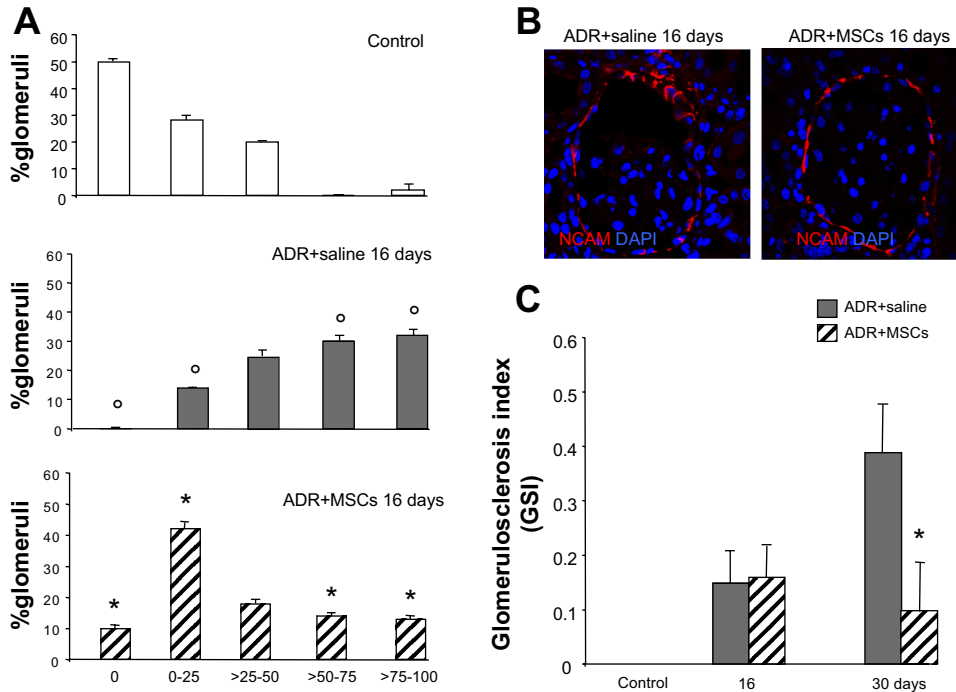 A
Control
%glomeruli
60
50
40
30
20
10
0
ADR+saline 16 days
%glomeruli
60
50
40
30
20
10
0
ADR+MSCs 16 days
%glomeruli
60
50
40
30
20
10
0
* * * *
0 0-25 >25-50 >50-75 >75-100
B
ADR+saline 16 days ADR+MSCs 16 days
NCAM DAPI NCAM DAPI
C
ADR+saline
ADR+MSCs
Glomerulosclerosis index
(GSI)
0.6
0.5
0.4
0.2
0.1
0
*
Control 16 30 days